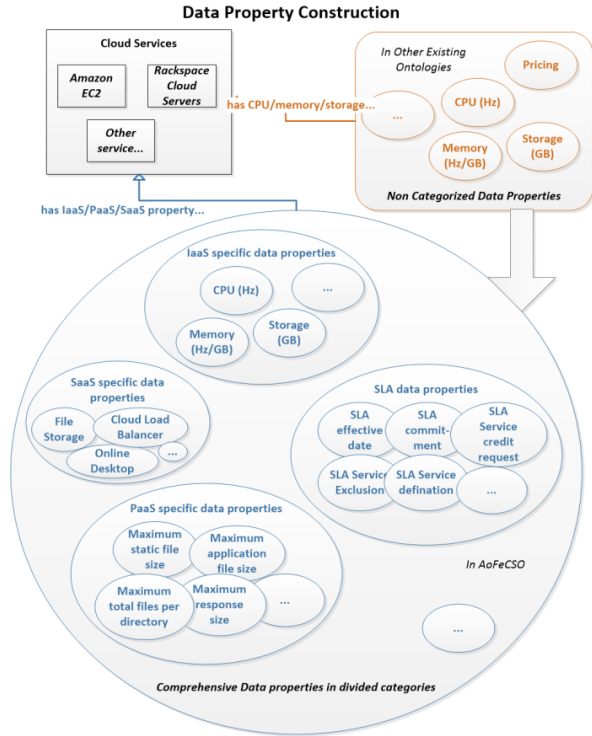 Data Property Construction
Cloud Services
Amazon
EC2
Rackspace
Cloud
Servers
Other
service...
has CPU/memory/storage...
In Other Existing
Ontologies
Pricing
...
CPU (Hz)
Memory
(Hz/GB)
Storage
(GB)
Non Categorized Data Properties
has IaaS/PaaS/SaaS property...
IaaS specific data properties
CPU (Hz)
...
Memory
(Hz/GB)
Storage
(GB)
SaaS specific data
properties
File
Storage
Cloud Load
Balancer
Online
Desktop
...
SLA data properties
SLA
effective
date
SLA
commit-
ment
SLA
Service
credit
request
SLA Service
Exclusion
SLA Service
defination
...
PaaS specific data properties
Maximum
static file
size
Maximum
application
file size
Maximum
total files per
directory
Maximum
response
size
...
In AoFeCSO
...
Comprehensive Data properties in divided categories